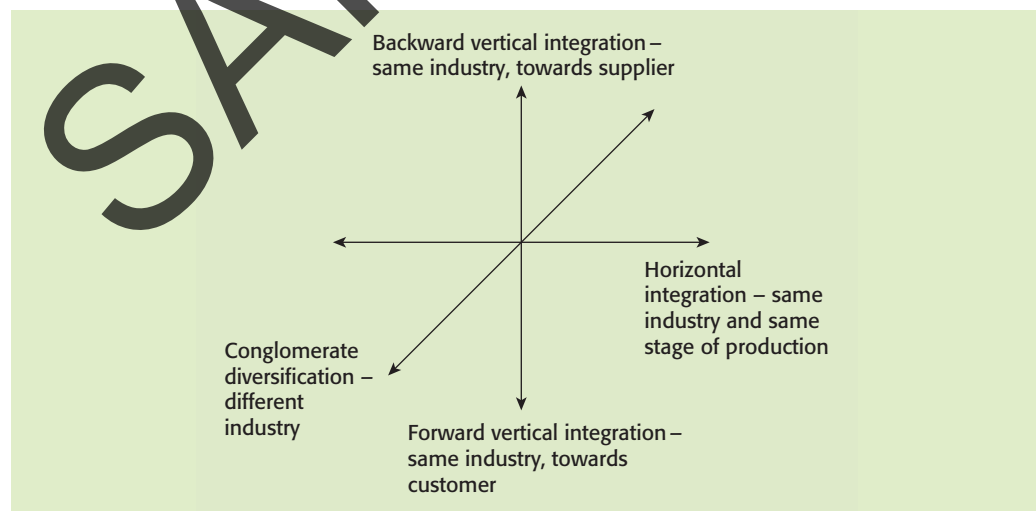 SA
Backward vertical integration –
same industry, towards supplier
Horizontal
integration – same
industry and same
stage of production
Conglomerate
diversification –
different
industry
Forward vertical integration –
same industry, towards
customer